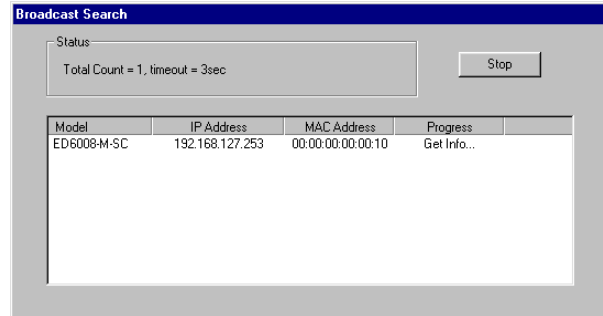 Broadcast Search
Status
Total Count = 1, timeout = 3sec
Stop
Model IP Address MAC Address Progress
ED6008-M-SC 192.168.127.253 00:00:00:00:00:10 Get Info...